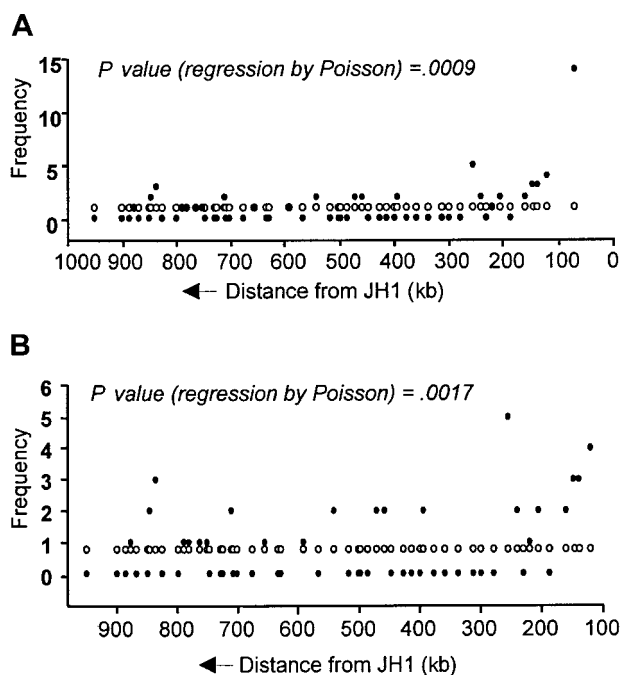 A
P value (regression by Poisson) =.0009
Frequency
15
10
5
0
1000 900 800 700 600 500 400 300 200 100 0
Distance from JH1 (kb)
B
P value (regression by Poisson) = .0017
Frequency
6
5
4
3
2
1
0
900 800 700 600 500 400 300 200 100
Distance from JH1 (kb)